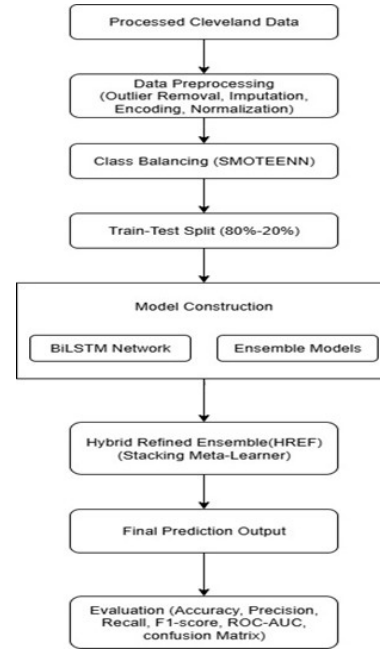 Processed Cleveland Data
Data Preprocessing
(Outlier Removal, Imputation,
Encoding, Normalization)
Class Balancing (SMOTEENN)
Train-Test Split (80%-20%)
Model Construction
BiLSTM Network
Ensemble Models
Hybrid Refined Ensemble(HREF)
(Stacking Meta-Learner)
Final Prediction Output
Evaluation (Accuracy, Precision,
Recall, F1-score, ROC-AUC,
confusion Matrix)